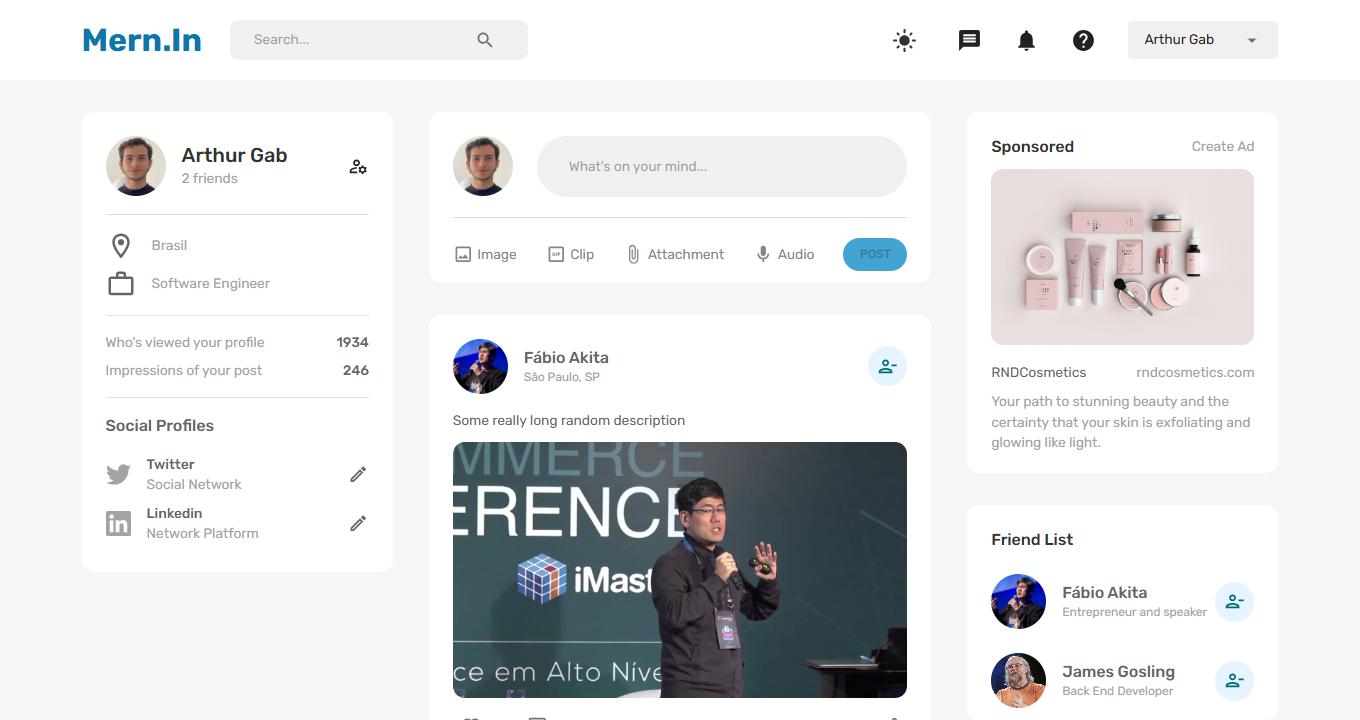 Mern.In
Search...
Arthur Gab
Arthur Gab
2 friends
Brasil
Software Engineer
Who's viewed your profile 1934
Impressions of your post 246
Social Profiles
Twitter
Social Network
Linkedin
Network Platform
What's on your mind...
Image Clip Attachment Audio POST
GIF
Fábio Akita
São Paulo, SP
Some really long random description
MMERCE
ERENCE
iMast
ce em Alto Níve
Sponsored Create Ad
RNDCosmetics rndcosmetics.com
Your path to stunning beauty and the
certainty that your skin is exfoliating and
glowing like light.
Friend List
Fábio Akita
Entrepreneur and speaker
James Gosling
Back End Developer